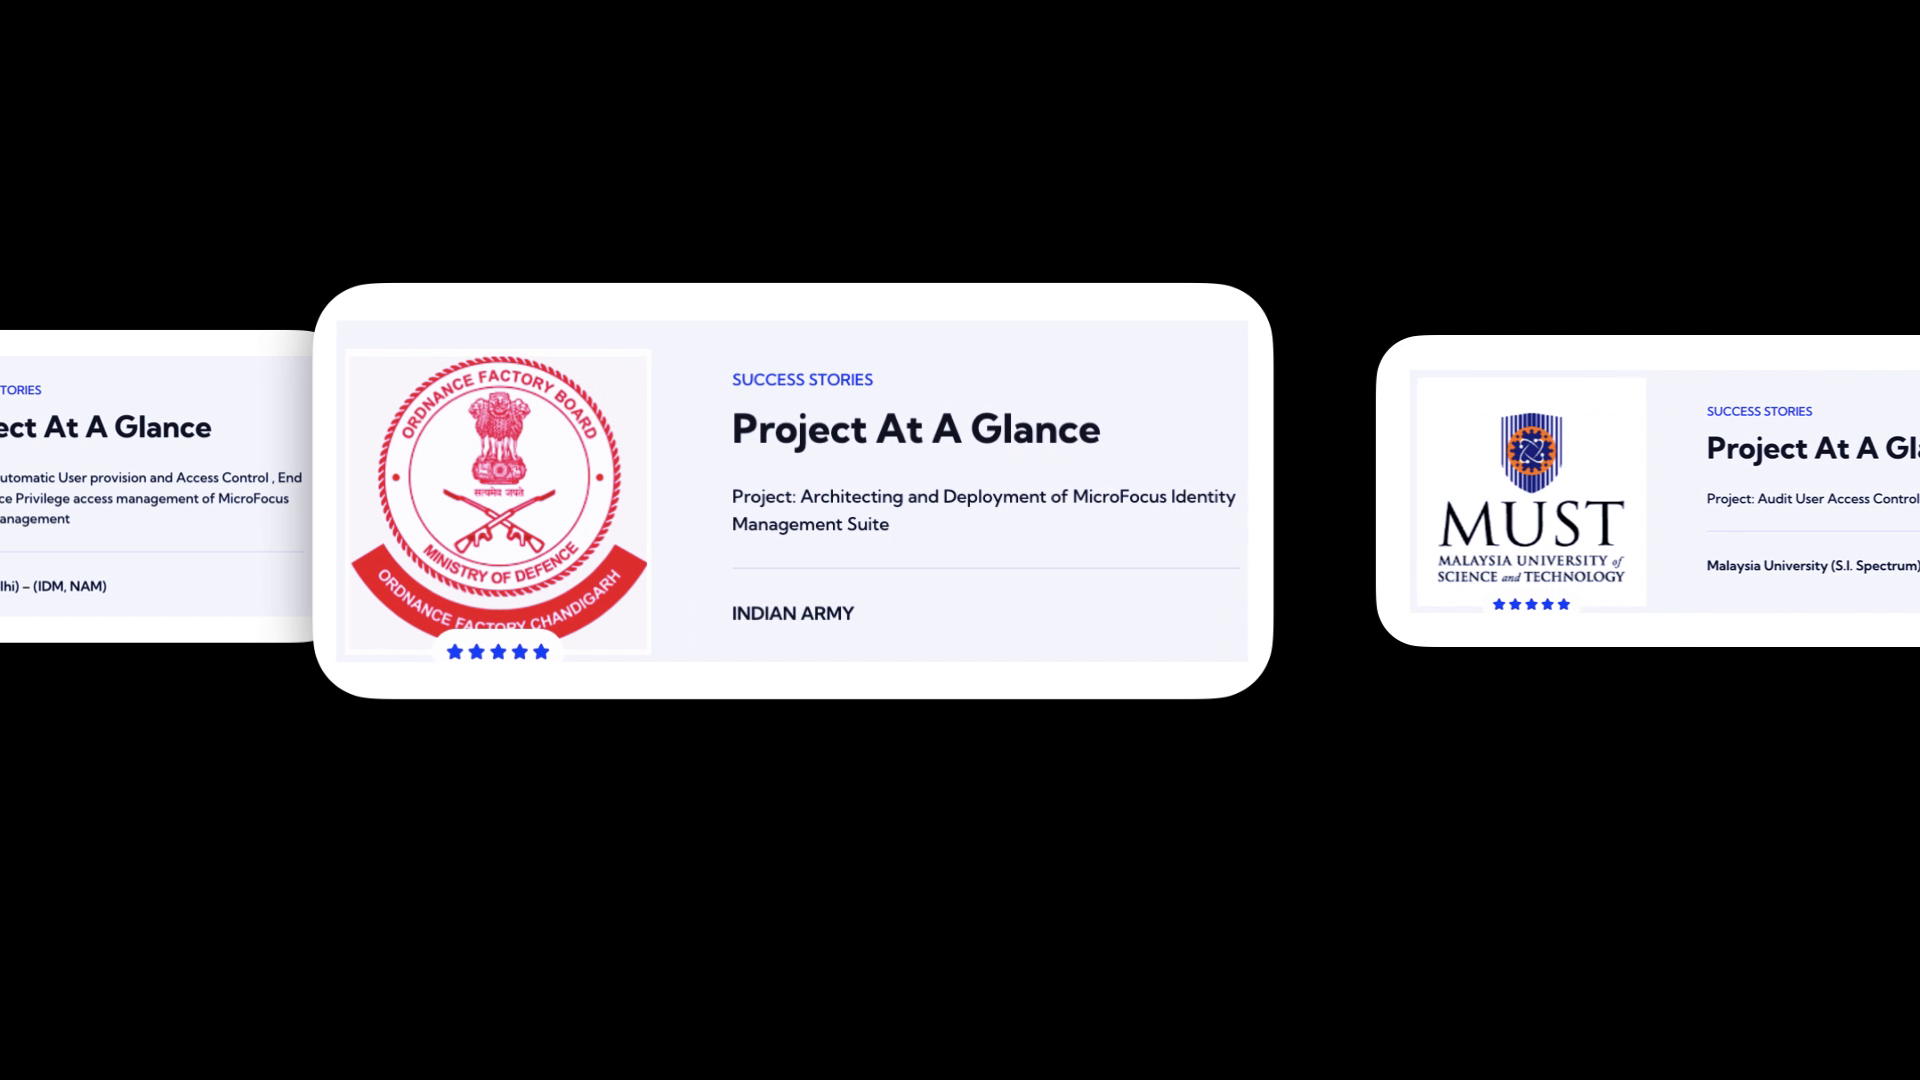 TORIES
ect At A Glance
utomatic User provision and Access Control , End
ce Privilege access management of MicroFocus
anagement
lhi) – (IDM, NAM)
ORDNANCE FACTORY BOARD
सत्यमेव जयते
MINISTRY OF DEFENCE
ORDNANCE FACTORY CHANDIGARH
SUCCESS STORIES
Project At A Glance
Project: Architecting and Deployment of MicroFocus Identity
Management Suite
INDIAN ARMY
MUST
MALAYSIA UNIVERSITY of
SCIENCE and TECHNOLOGY
SUCCESS STORIES
Project At A Gla
Project: Audit User Access Control
Malaysia University (S.I. Spectrum)